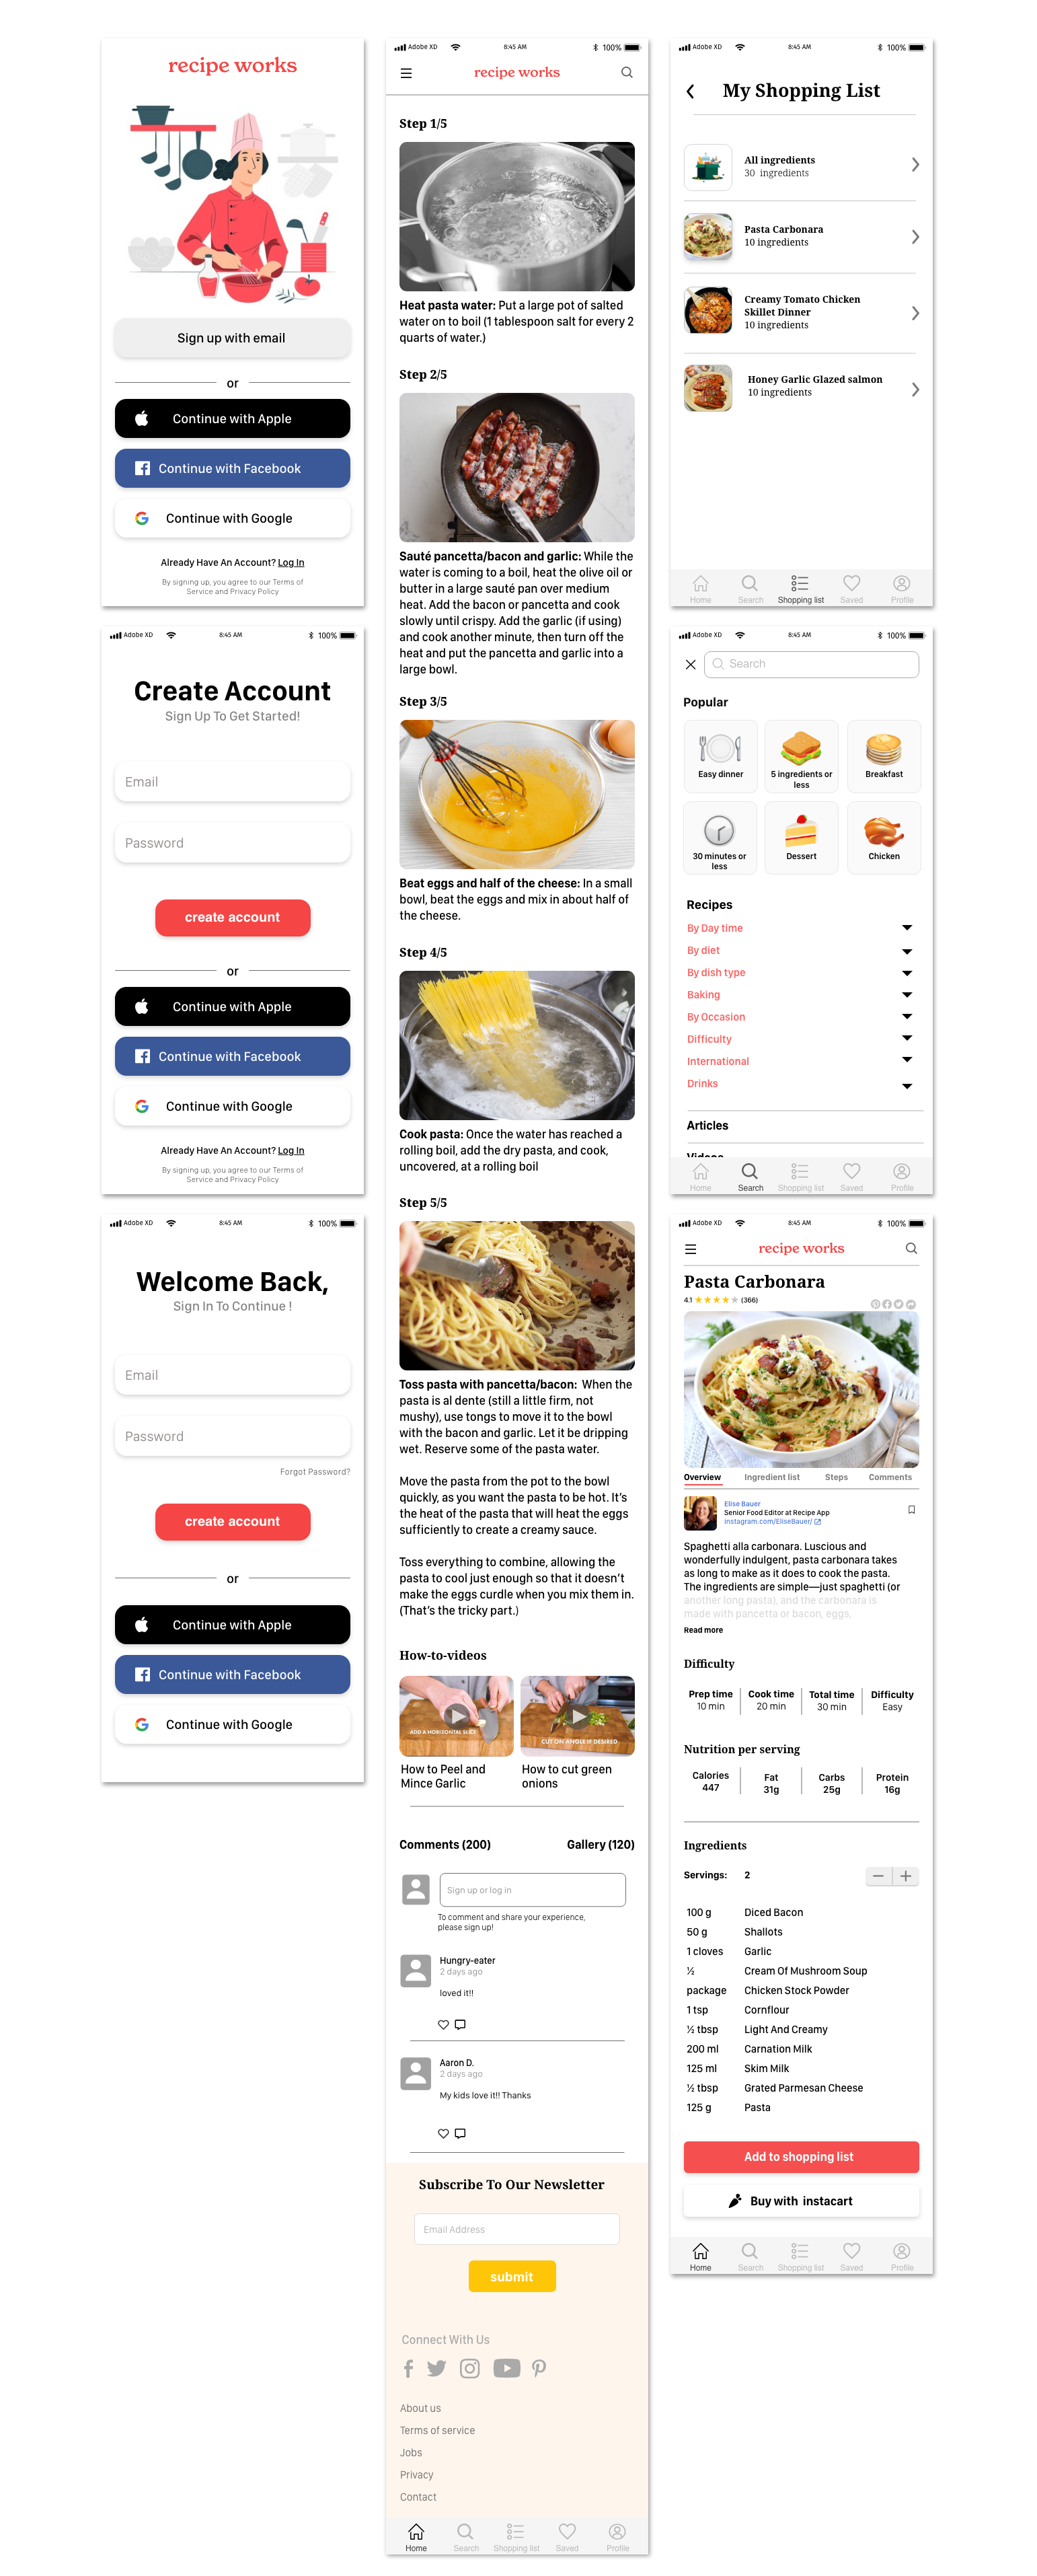 recipe works
Sign up with email
or
Continue with Apple
Continue with Facebook
Continue with Google
Already Have An Account? Log In
By signing up, you agree to our Terms of
Service and Privacy Policy
Adobe XD 8:45 AM 100%
Create Account
Sign Up To Get Started!
Email
Password
create account
or
Continue with Apple
Continue with Facebook
Continue with Google
Already Have An Account? Log In
By signing up, you agree to our Terms of
Service and Privacy Policy
Adobe XD 8:45 AM 100%
Welcome Back,
Sign In To Continue !
Email
Password
Forgot Password?
create account
or
Continue with Apple
Continue with Facebook
Continue with Google
Adobe XD 8:45 AM 100%
recipe works
Step 1/5
Heat pasta water: Put a large pot of salted
water on to boil (1 tablespoon salt for every 2
quarts of water.)
Step 2/5
Sauté pancetta/bacon and garlic: While the
water is coming to a boil, heat the olive oil or
butter in a large sauté pan over medium
heat. Add the bacon or pancetta and cook
slowly until crispy. Add the garlic (if using)
and cook another minute, then turn off the
heat and put the pancetta and garlic into a
large bowl.
Step 3/5
Beat eggs and half of the cheese: In a small
bowl, beat the eggs and mix in about half of
the cheese.
Step 4/5
Cook pasta: Once the water has reached a
rolling boil, add the dry pasta, and cook,
uncovered, at a rolling boil
Step 5/5
Toss pasta with pancetta/bacon: When the
pasta is al dente (still a little firm, not
mushy), use tongs to move it to the bowl
with the bacon and garlic. Let it be dripping
wet. Reserve some of the pasta water.
Move the pasta from the pot to the bowl
quickly, as you want the pasta to be hot. It's
the heat of the pasta that will heat the eggs
sufficiently to create a creamy sauce.
Toss everything to combine, allowing the
pasta to cool just enough so that it doesn't
make the eggs curdle when you mix them in.
(That's the tricky part.)
How-to-videos
ADD A HORIZONTAL SLICE
CUT ON ANGLE IF DESIRED
How to Peel and
Mince Garlic
How to cut green
onions
Comments (200) Gallery (120)
Sign up or log in
To comment and share your experience,
please sign up!
Hungry-eater
2 days ago
loved it!!
Aaron D.
2 days ago
My kids love it!! Thanks
Subscribe To Our Newsletter
Email Address
submit
Connect With Us
About us
Terms of service
Jobs
Privacy
Contact
Home Search Shopping list Saved Profile
Adobe XD 8:45 AM 100%
My Shopping List
All ingredients
30 ingredients
Pasta Carbonara
10 ingredients
Creamy Tomato Chicken
Skillet Dinner
10 ingredients
Honey Garlic Glazed salmon
10 ingredients
Home Search Shopping list Saved Profile
Adobe XD 8:45 AM 100%
Search
Popular
Easy dinner
5 ingredients or
less
Breakfast
30 minutes or
less
Dessert
Chicken
Recipes
By Day time
By diet
By dish type
Baking
By Occasion
Difficulty
International
Drinks
Articles
Videos
Home Search Shopping list Saved Profile
Adobe XD 8:45 AM 100%
recipe works
Pasta Carbonara
4.1 (366)
Overview Ingredient list Steps Comments
Elise Bauer
Senior Food Editor at Recipe App
instagram.com/EliseBauer/
Spaghetti alla carbonara. Luscious and
wonderfully indulgent, pasta carbonara takes
as long to make as it does to cook the pasta.
The ingredients are simple—just spaghetti (or
another long pasta), and the carbonara is
made with pancetta or bacon, eggs,
Read more
Difficulty
Prep time Cook time Total time Difficulty
10 min 20 min 30 min Easy
Nutrition per serving
Calories Fat Carbs Protein
447 31g 25g 16g
Ingredients
Servings: 2
100 g Diced Bacon
50 g Shallots
1 cloves Garlic
½ Cream Of Mushroom Soup
package Chicken Stock Powder
1 tsp Cornflour
½ tbsp Light And Creamy
200 ml Carnation Milk
125 ml Skim Milk
½ tbsp Grated Parmesan Cheese
125 g Pasta
Add to shopping list
Buy with instacart
Home Search Shopping list Saved Profile